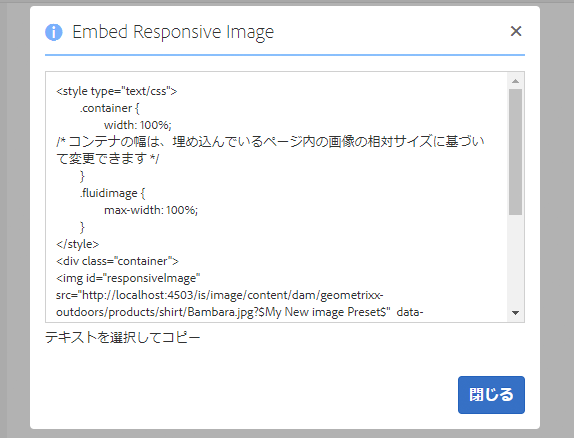 Embed Responsive Image
<style type="text/css">
.container {
width: 100%;
/* コンテナの幅は、埋め込んでいるページ内の画像の相対サイズに基づい
て変更できます */
}
.fluidimage {
max-width: 100%;
}
</style>
<div class="container">
<img id="responsiveImage"
src="http://localhost:4503/is/image/content/dam/geometrixx-
outdoors/products/shirt/Bambara.jpg?$My New image Preset$" data-
テキストを選択してコピー
閉じる